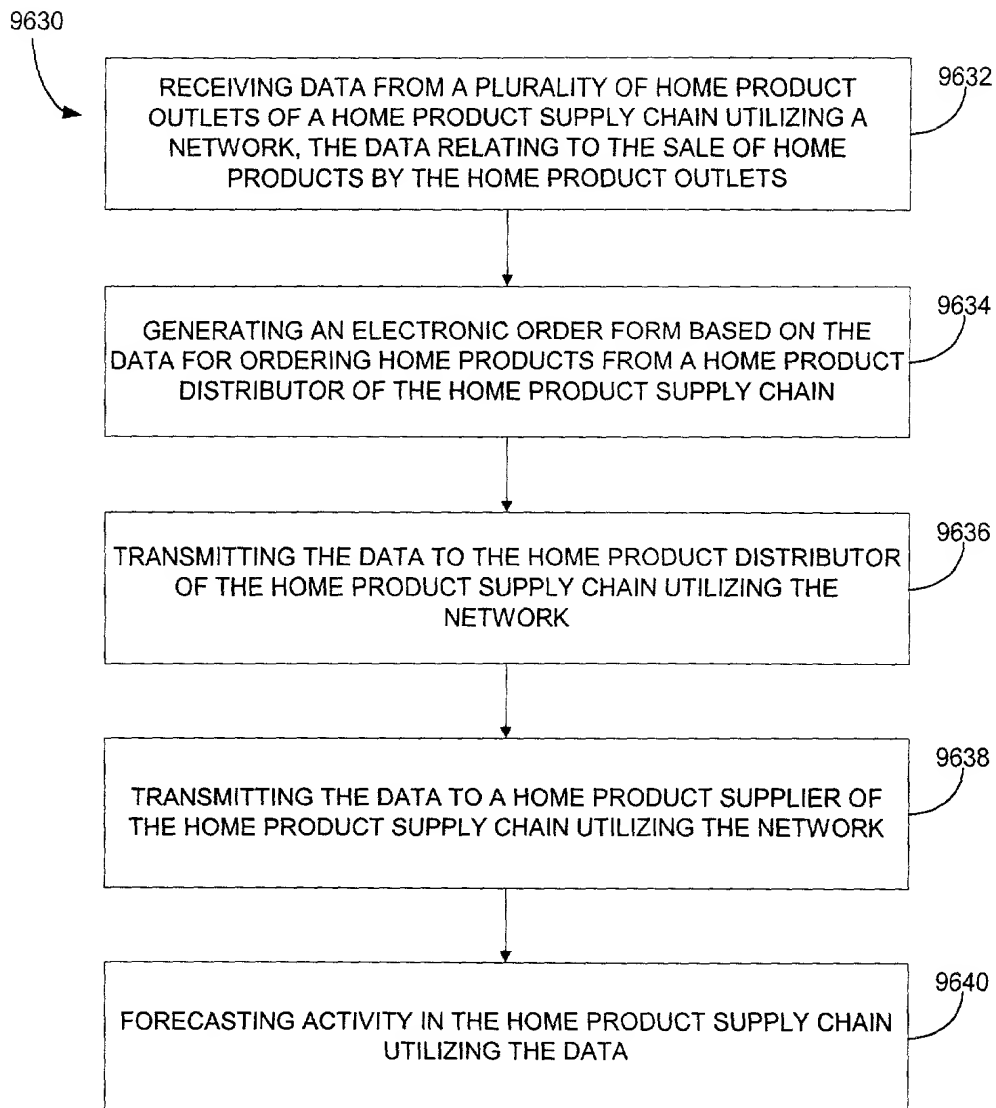 9630
RECEIVING DATA FROM A PLURALITY OF HOME PRODUCT
OUTLETS OF A HOME PRODUCT SUPPLY CHAIN UTILIZING A
NETWORK, THE DATA RELATING TO THE SALE OF HOME
PRODUCTS BY THE HOME PRODUCT OUTLETS
9632
GENERATING AN ELECTRONIC ORDER FORM BASED ON THE
DATA FOR ORDERING HOME PRODUCTS FROM A HOME PRODUCT
DISTRIBUTOR OF THE HOME PRODUCT SUPPLY CHAIN
9634
TRANSMITTING THE DATA TO THE HOME PRODUCT DISTRIBUTOR
OF THE HOME PRODUCT SUPPLY CHAIN UTILIZING THE
NETWORK
9636
TRANSMITTING THE DATA TO A HOME PRODUCT SUPPLIER OF
THE HOME PRODUCT SUPPLY CHAIN UTILIZING THE NETWORK
9638
FORECASTING ACTIVITY IN THE HOME PRODUCT SUPPLY CHAIN
UTILIZING THE DATA
9640